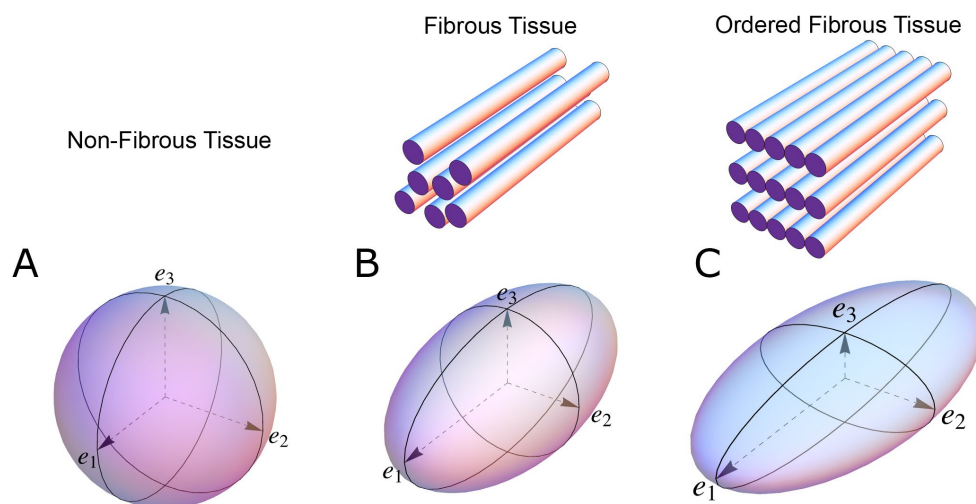 Fibrous Tissue
Ordered Fibrous Tissue
Non-Fibrous Tissue
A
B
C
e3
e1
e2
e3
e1
e2
e3
e1
e2